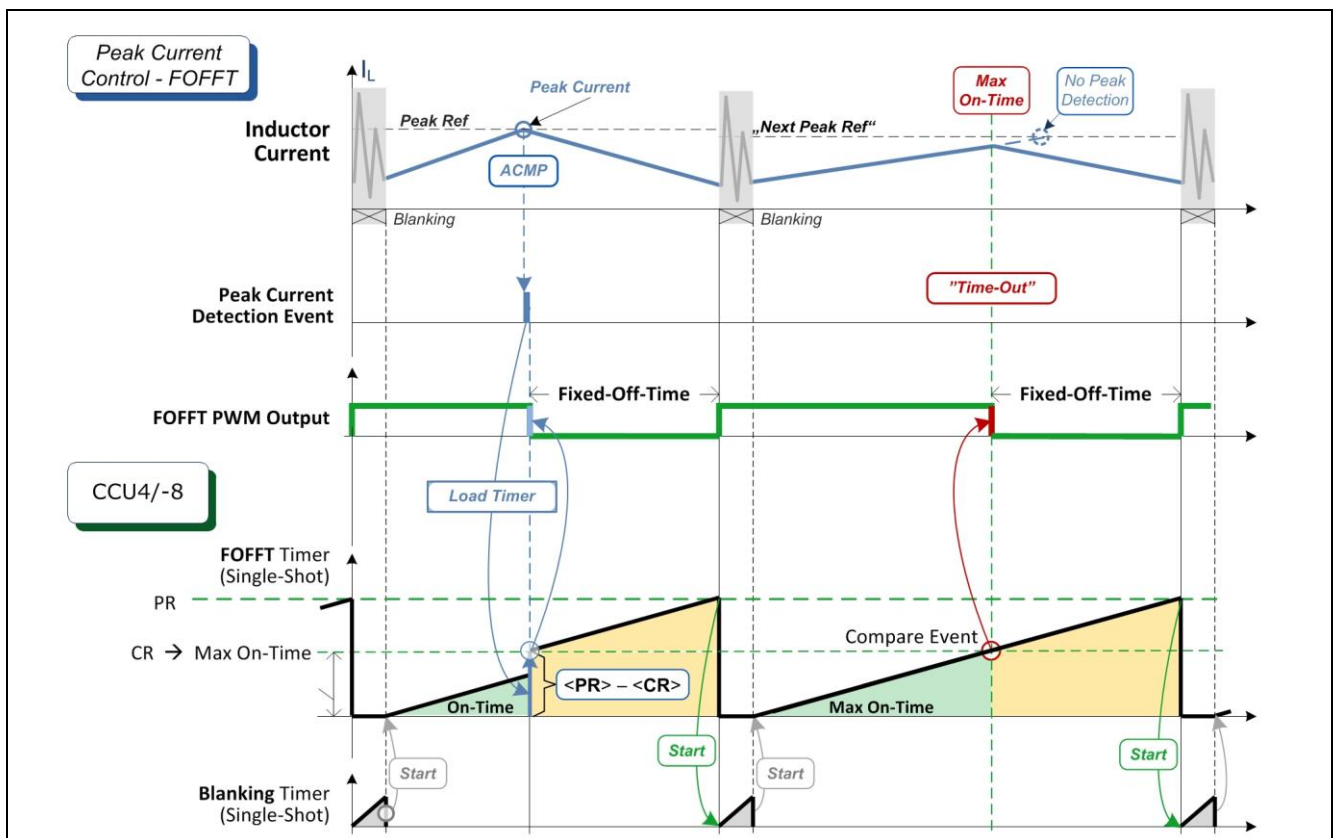 Peak Current
Control - FOFFT
I_L
Inductor
Current
Peak Ref
Peak Current
ACMP
Max
On-Time
No Peak
Detection
„Next Peak Ref“
Blanking
Blanking
Peak Current
Detection Event
”Time-Out”
FOFFT PWM Output
Fixed-Off-Time
Fixed-Off-Time
CCU4/-8
Load Timer
FOFFT Timer
(Single-Shot)
PR
CR → Max On-Time
Compare Event
<PR> – <CR>
On-Time
Max On-Time
Start
Start
Start
Start
Blanking Timer
(Single-Shot)